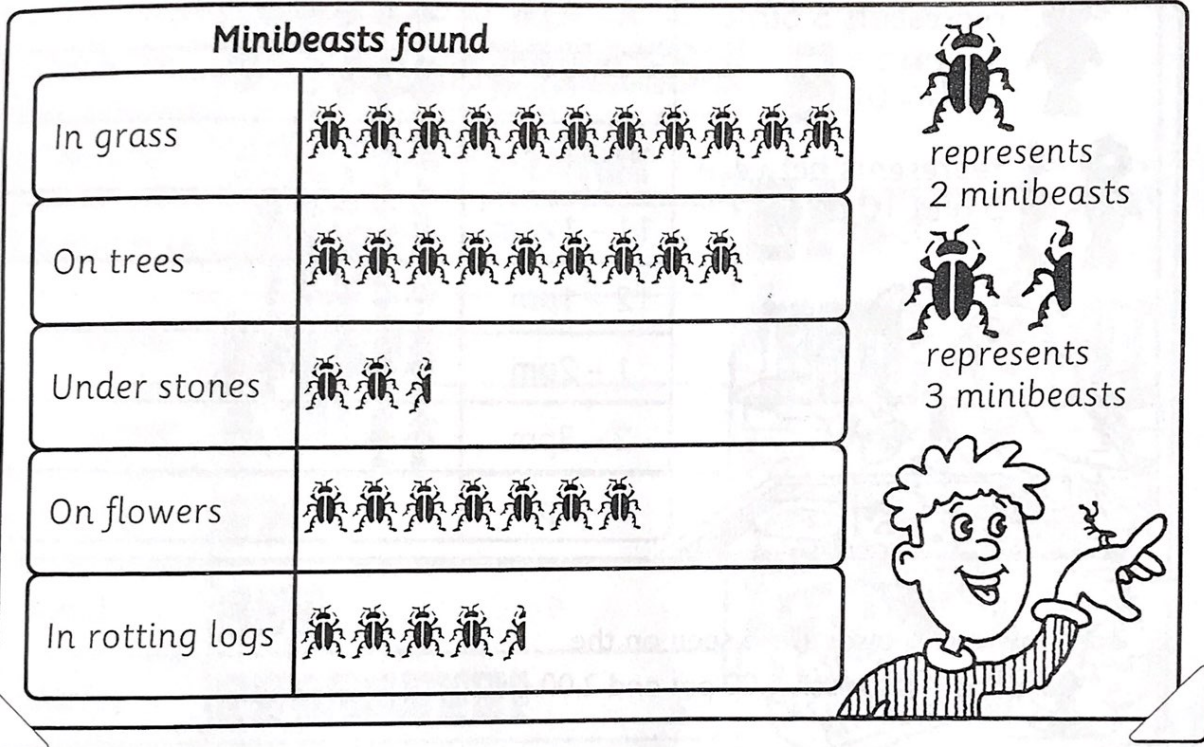 Minibeasts found
In grass
On trees
Under stones
On flowers
In rotting logs
represents
2 minibeasts
represents
3 minibeasts